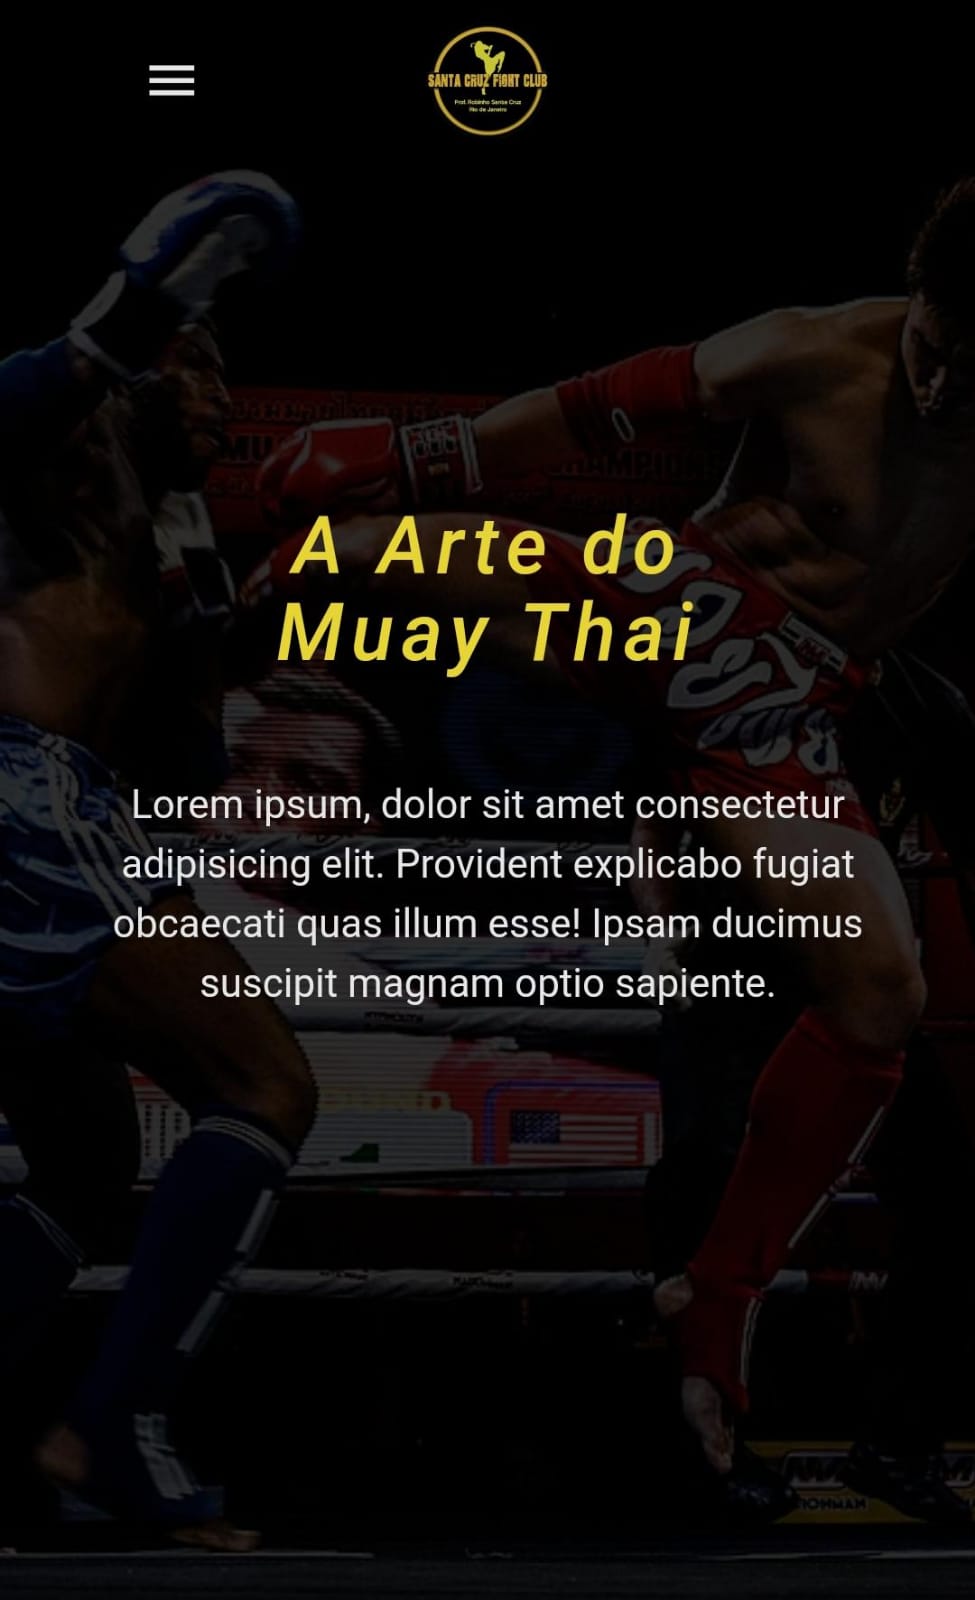 SANTA CRUZ FIGHT CLUB
Prof. Robinho Santa Cruz
Rio de Janeiro
A Arte do
Muay Thai
Lorem ipsum, dolor sit amet consectetur
adipisicing elit. Provident explicabo fugiat
obcaecati quas illum esse! Ipsam ducimus
suscipit magnam optio sapiente.